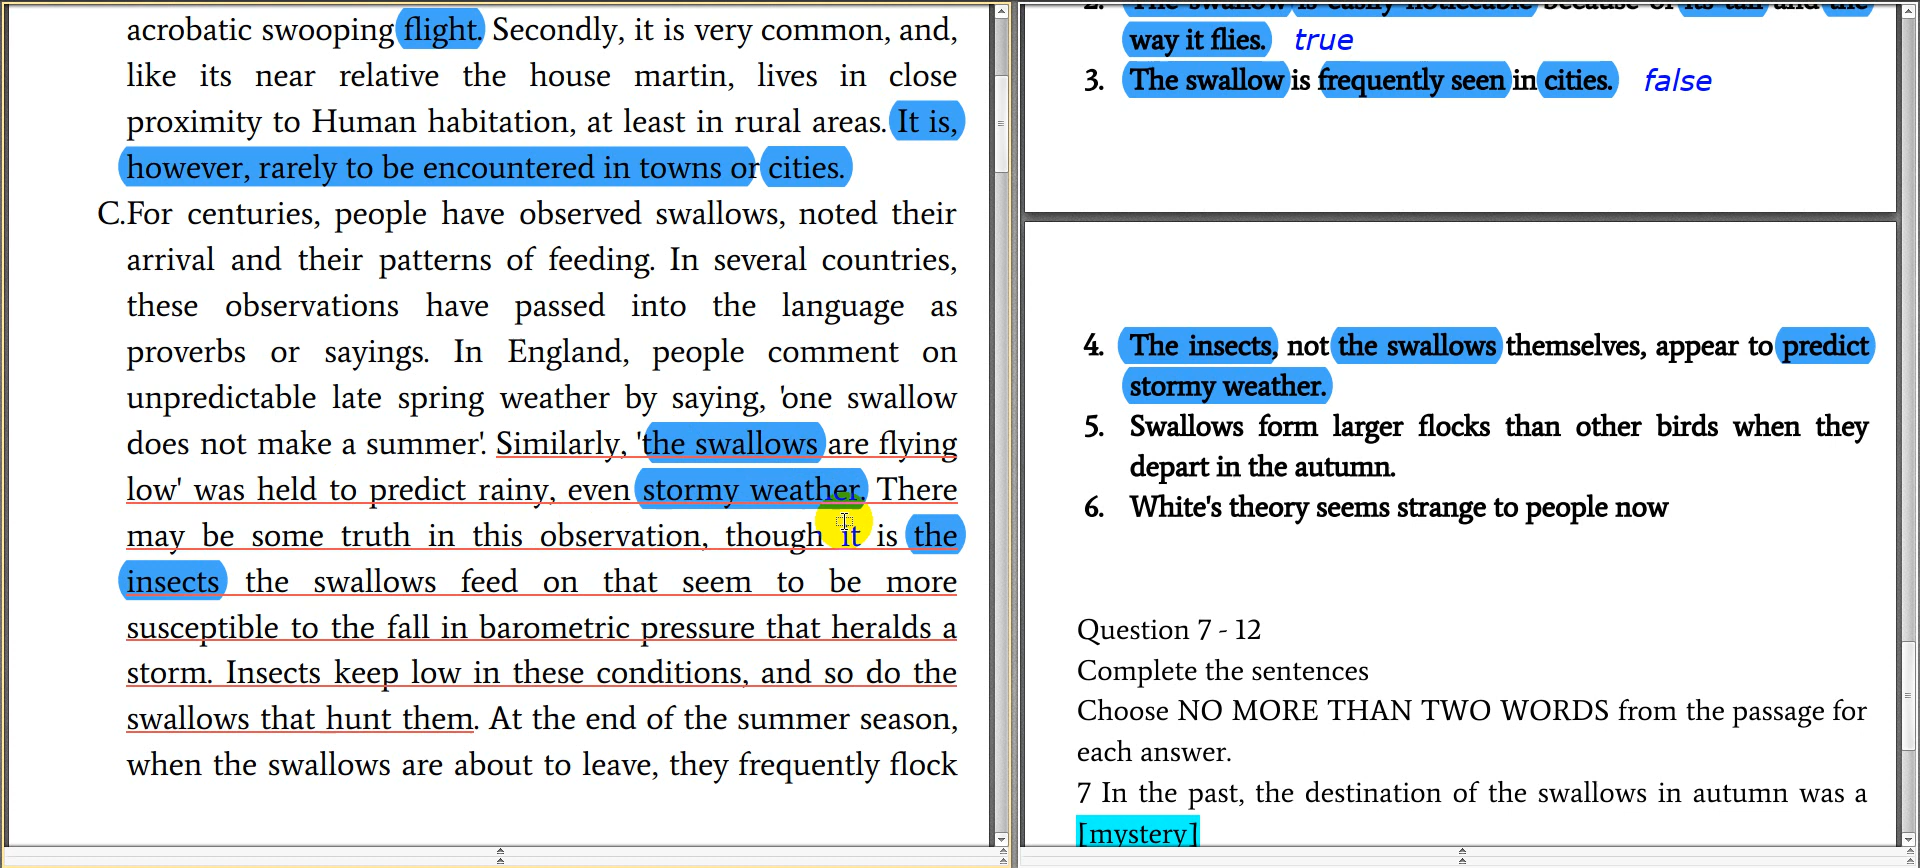 acrobatic swooping flight. Secondly, it is very common, and,
like its near relative the house martin, lives in close
proximity to Human habitation, at least in rural areas. It is,
however, rarely to be encountered in towns or cities.
C.For centuries, people have observed swallows, noted their
arrival and their patterns of feeding. In several countries,
these observations have passed into the language as
proverbs or sayings. In England, people comment on
unpredictable late spring weather by saying, 'one swallow
does not make a summer'. Similarly, 'the swallows are flying
low' was held to predict rainy, even stormy weather. There
may be some truth in this observation, though it is the
insects the swallows feed on that seem to be more
susceptible to the fall in barometric pressure that heralds a
storm. Insects keep low in these conditions, and so do the
swallows that hunt them. At the end of the summer season,
when the swallows are about to leave, they frequently flock
2. The swallow is easily noticeable because of its tail and the
way it flies. true
3. The swallow is frequently seen in cities. false
4. The insects, not the swallows themselves, appear to predict
stormy weather.
5. Swallows form larger flocks than other birds when they
depart in the autumn.
6. White's theory seems strange to people now
Question 7 - 12
Complete the sentences
Choose NO MORE THAN TWO WORDS from the passage for
each answer.
7 In the past, the destination of the swallows in autumn was a
[mystery]